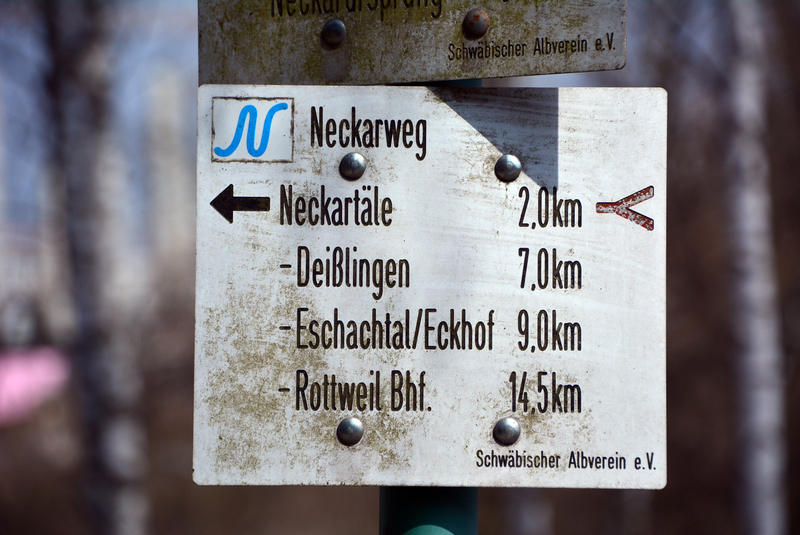 Neckarursprung
Schwäbischer Albverein e.V.
Neckarweg
Neckartäle 2,0km
-Deißlingen 7,0km
-Eschachtal/Eckhof 9,0km
-Rottweil Bhf. 14,5km
Schwäbischer Albverein e.V.